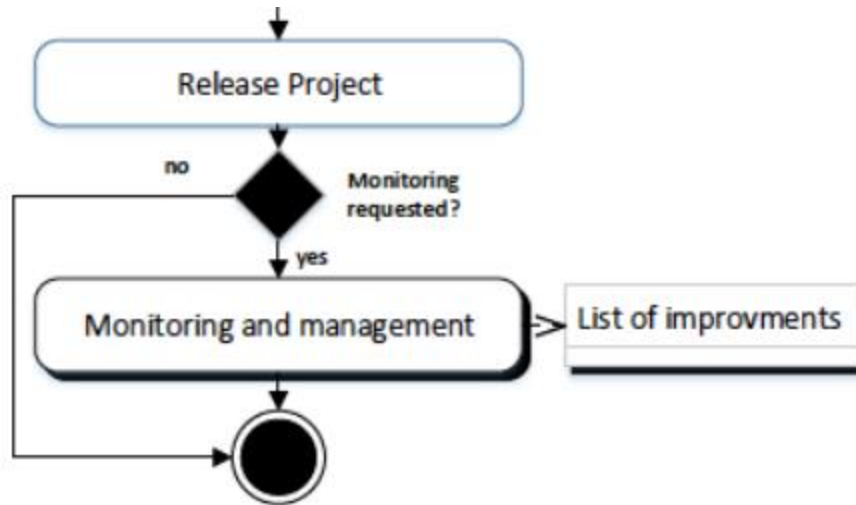 Release Project
no
Monitoring
requested?
yes
Monitoring and management
List of improvments